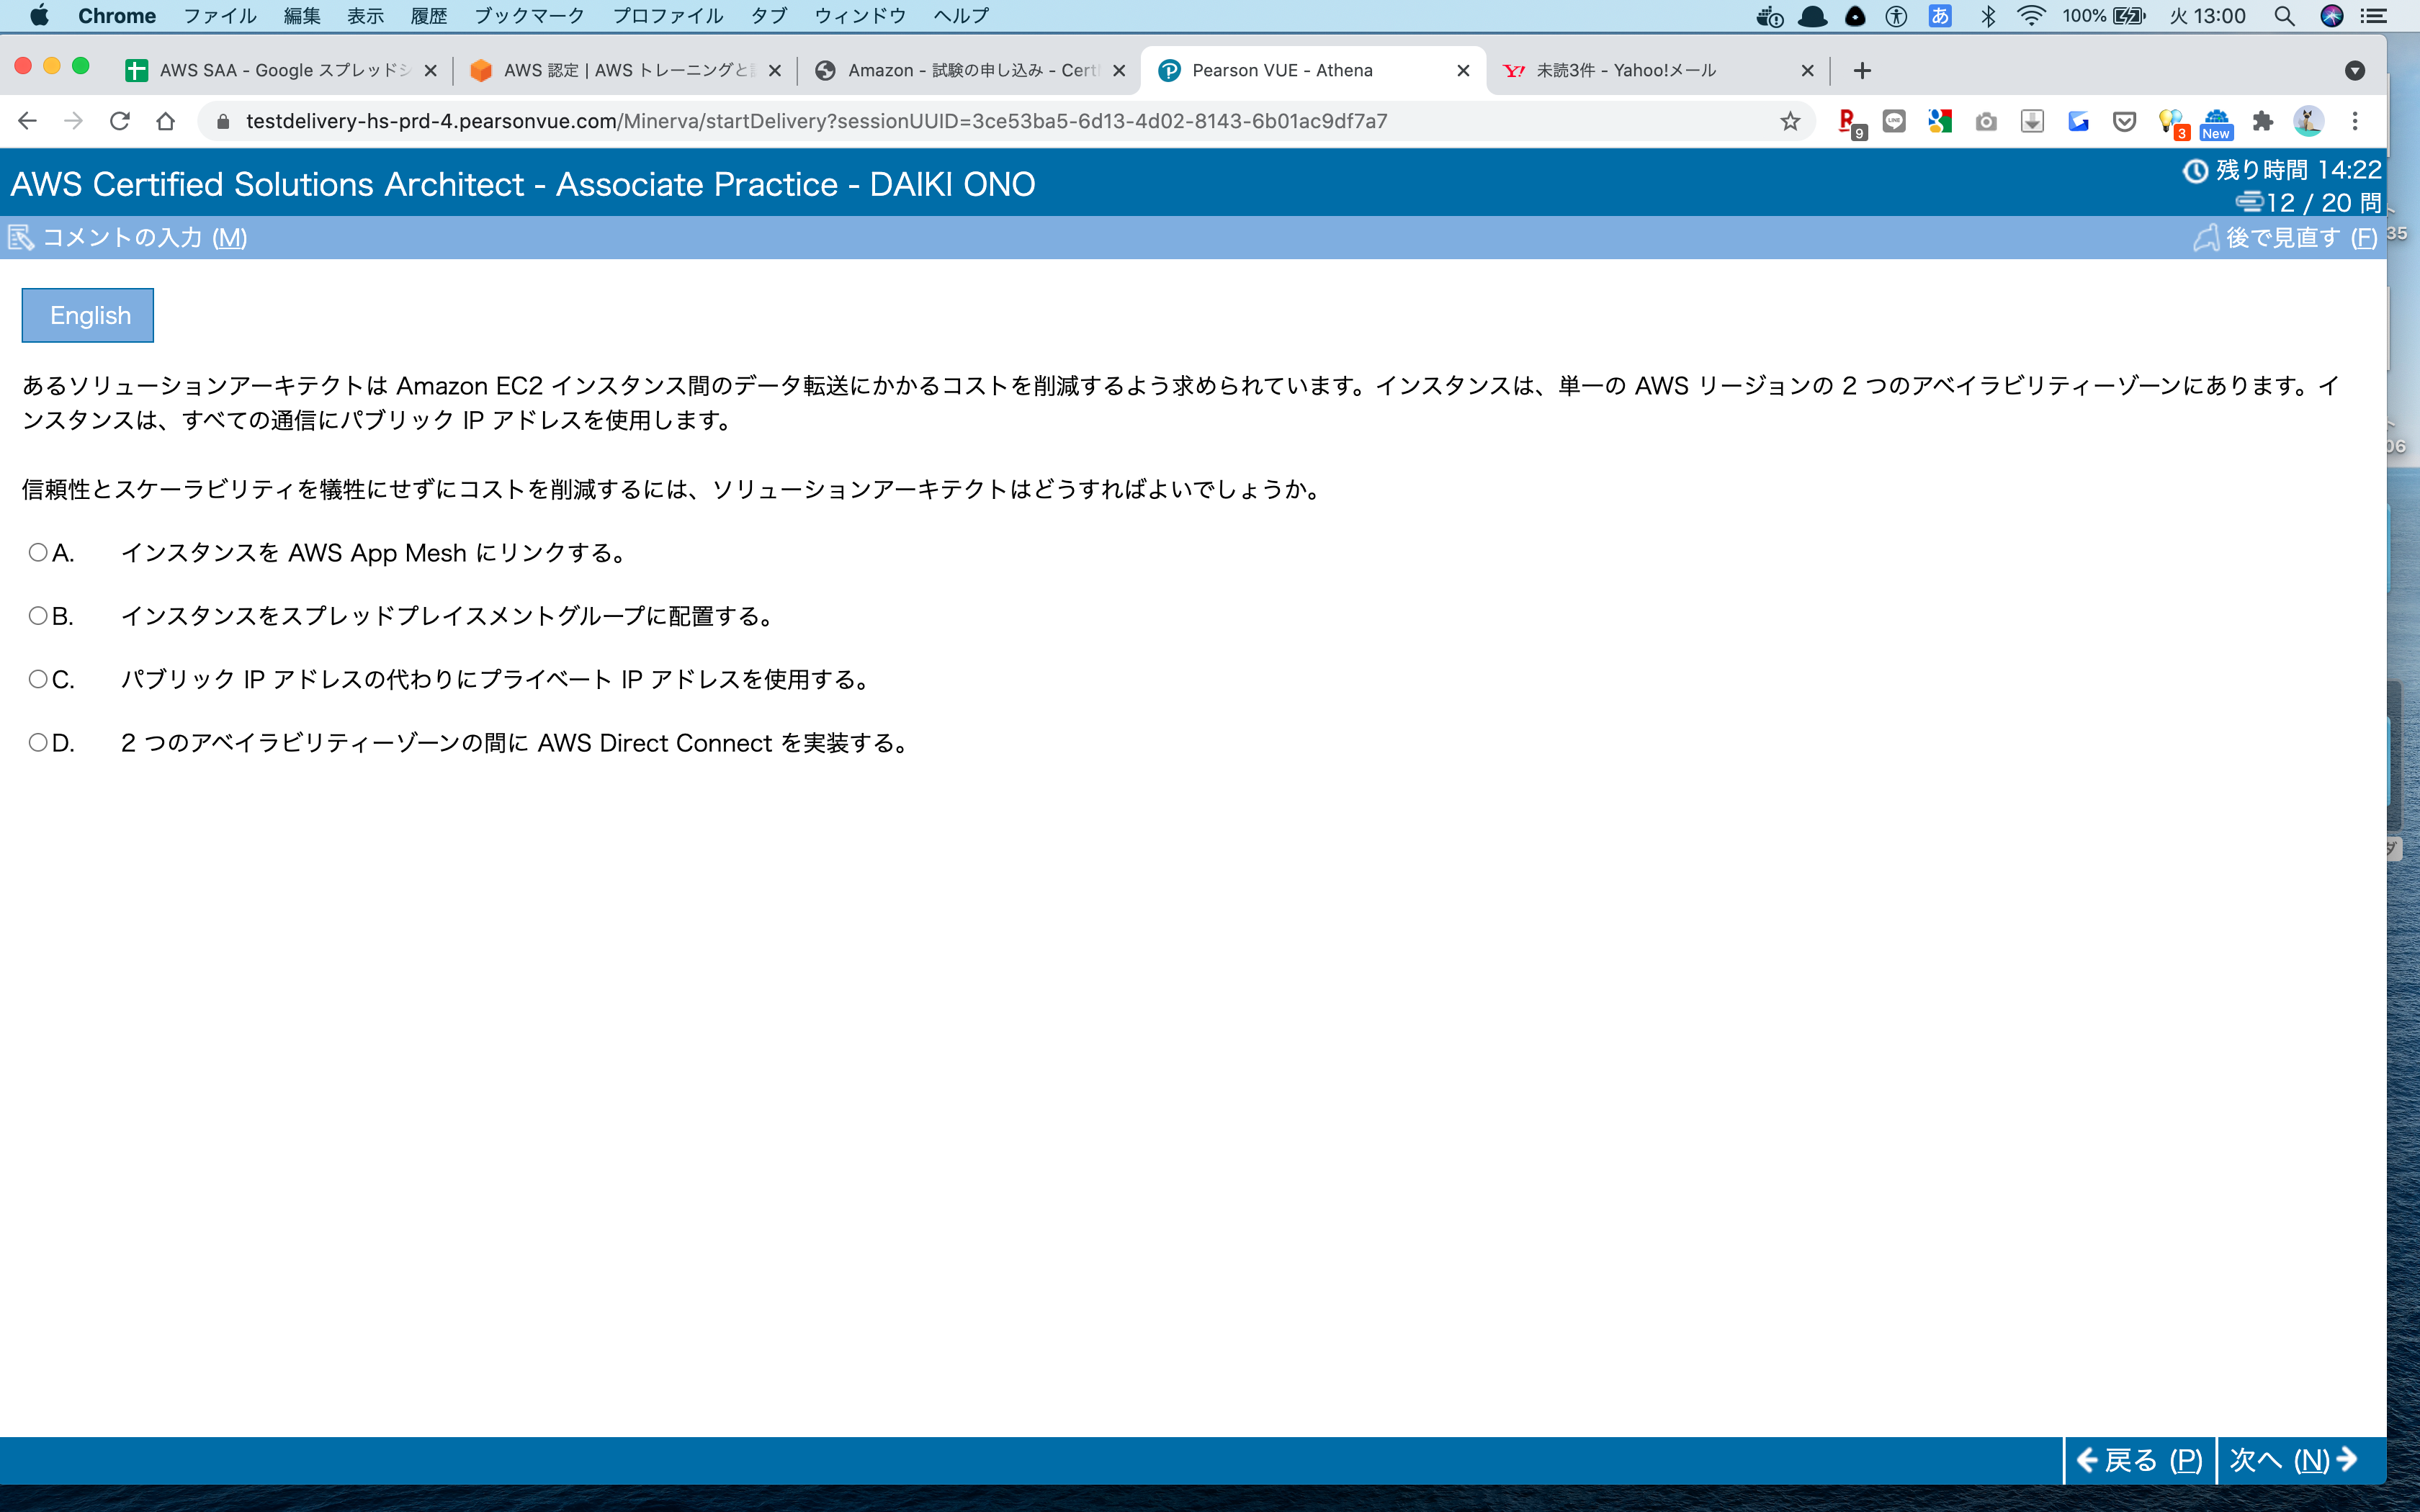 Chrome ファイル 編集 表示 履歴 ブックマーク プロファイル タブ ウィンドウ ヘルプ あ 100% 火 13:00
AWS SAA - Google スプレッドシ AWS 認定 | AWS トレーニングと Amazon - 試験の申し込み - Cert Pearson VUE - Athena Y! 未読3件 - Yahoo!メール
testdelivery-hs-prd-4.pearsonvue.com/Minerva/startDelivery?sessionUUID=3ce53ba5-6d13-4d02-8143-6b01ac9df7a7 R 9 LINE 3 New
AWS Certified Solutions Architect - Associate Practice - DAIKI ONO
残り時間 14:22
12 / 20 問
コメントの入力 (M) 後で見直す (F)
35
English
あるソリューションアーキテクトは Amazon EC2 インスタンス間のデータ転送にかかるコストを削減するよう求められています。インスタンスは、単一の AWS リージョンの 2 つのアベイラビリティーゾーンにあります。イ
ンスタンスは、すべての通信にパブリック IP アドレスを使用します。
06
信頼性とスケーラビリティを犠牲にせずにコストを削減するには、ソリューションアーキテクトはどうすればよいでしょうか。
A. インスタンスを AWS App Mesh にリンクする。
B. インスタンスをスプレッドプレイスメントグループに配置する。
C. パブリック IP アドレスの代わりにプライベート IP アドレスを使用する。
D. 2 つのアベイラビリティーゾーンの間に AWS Direct Connect を実装する。
ダ
戻る (P) 次へ (N)